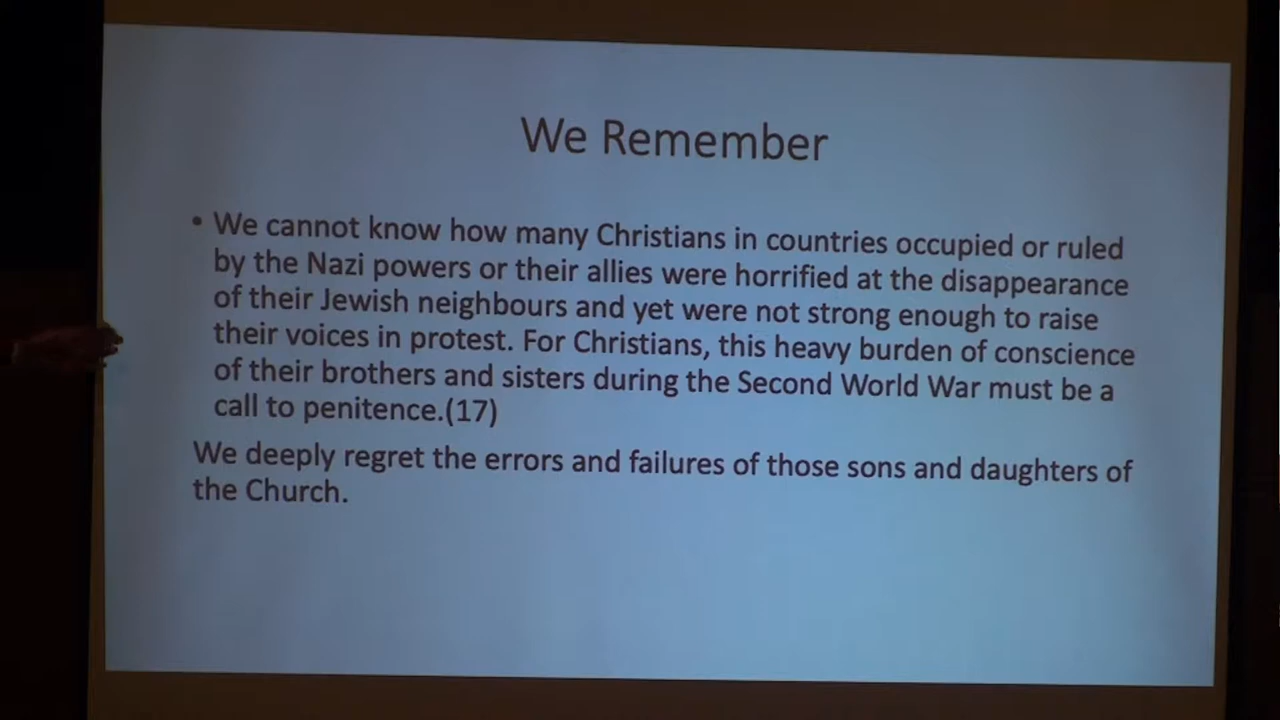 We Remember
• We cannot know how many Christians in countries occupied or ruled
by the Nazi powers or their allies were horrified at the disappearance
of their Jewish neighbours and yet were not strong enough to raise
their voices in protest. For Christians, this heavy burden of conscience
of their brothers and sisters during the Second World War must be a
call to penitence.(17)
We deeply regret the errors and failures of those sons and daughters of
the Church.